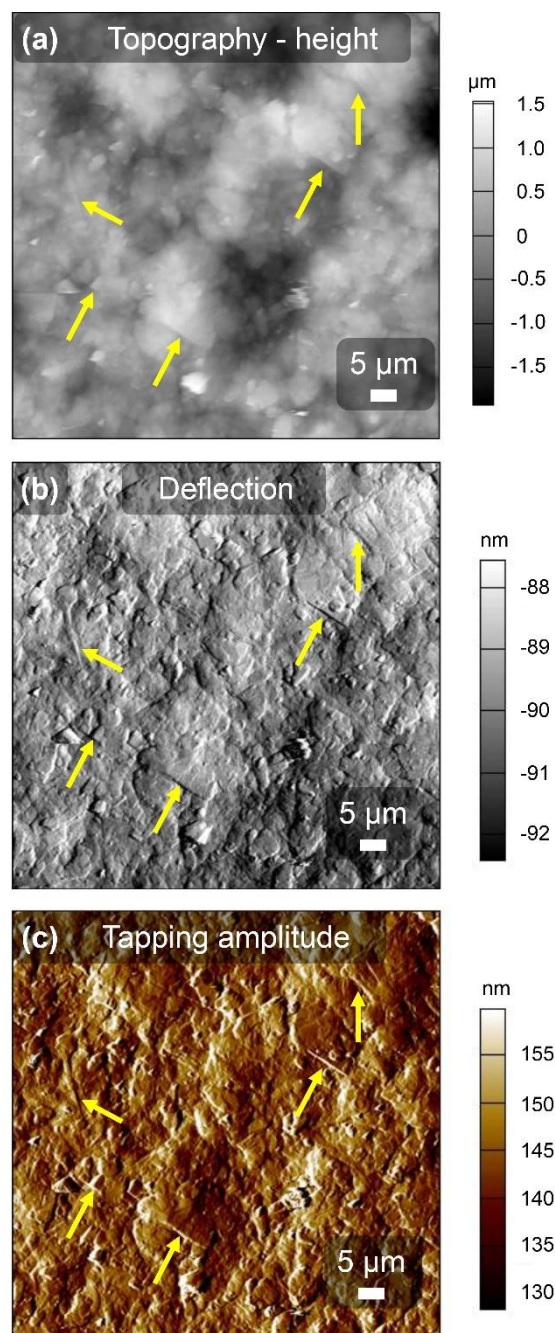 (a) Topography - height
µm
1.5
1.0
0.5
0
-0.5
-1.0
-1.5
5 µm
(b) Deflection
nm
-88
-89
-90
-91
-92
5 µm
(c) Tapping amplitude
nm
155
150
145
140
135
130
5 µm